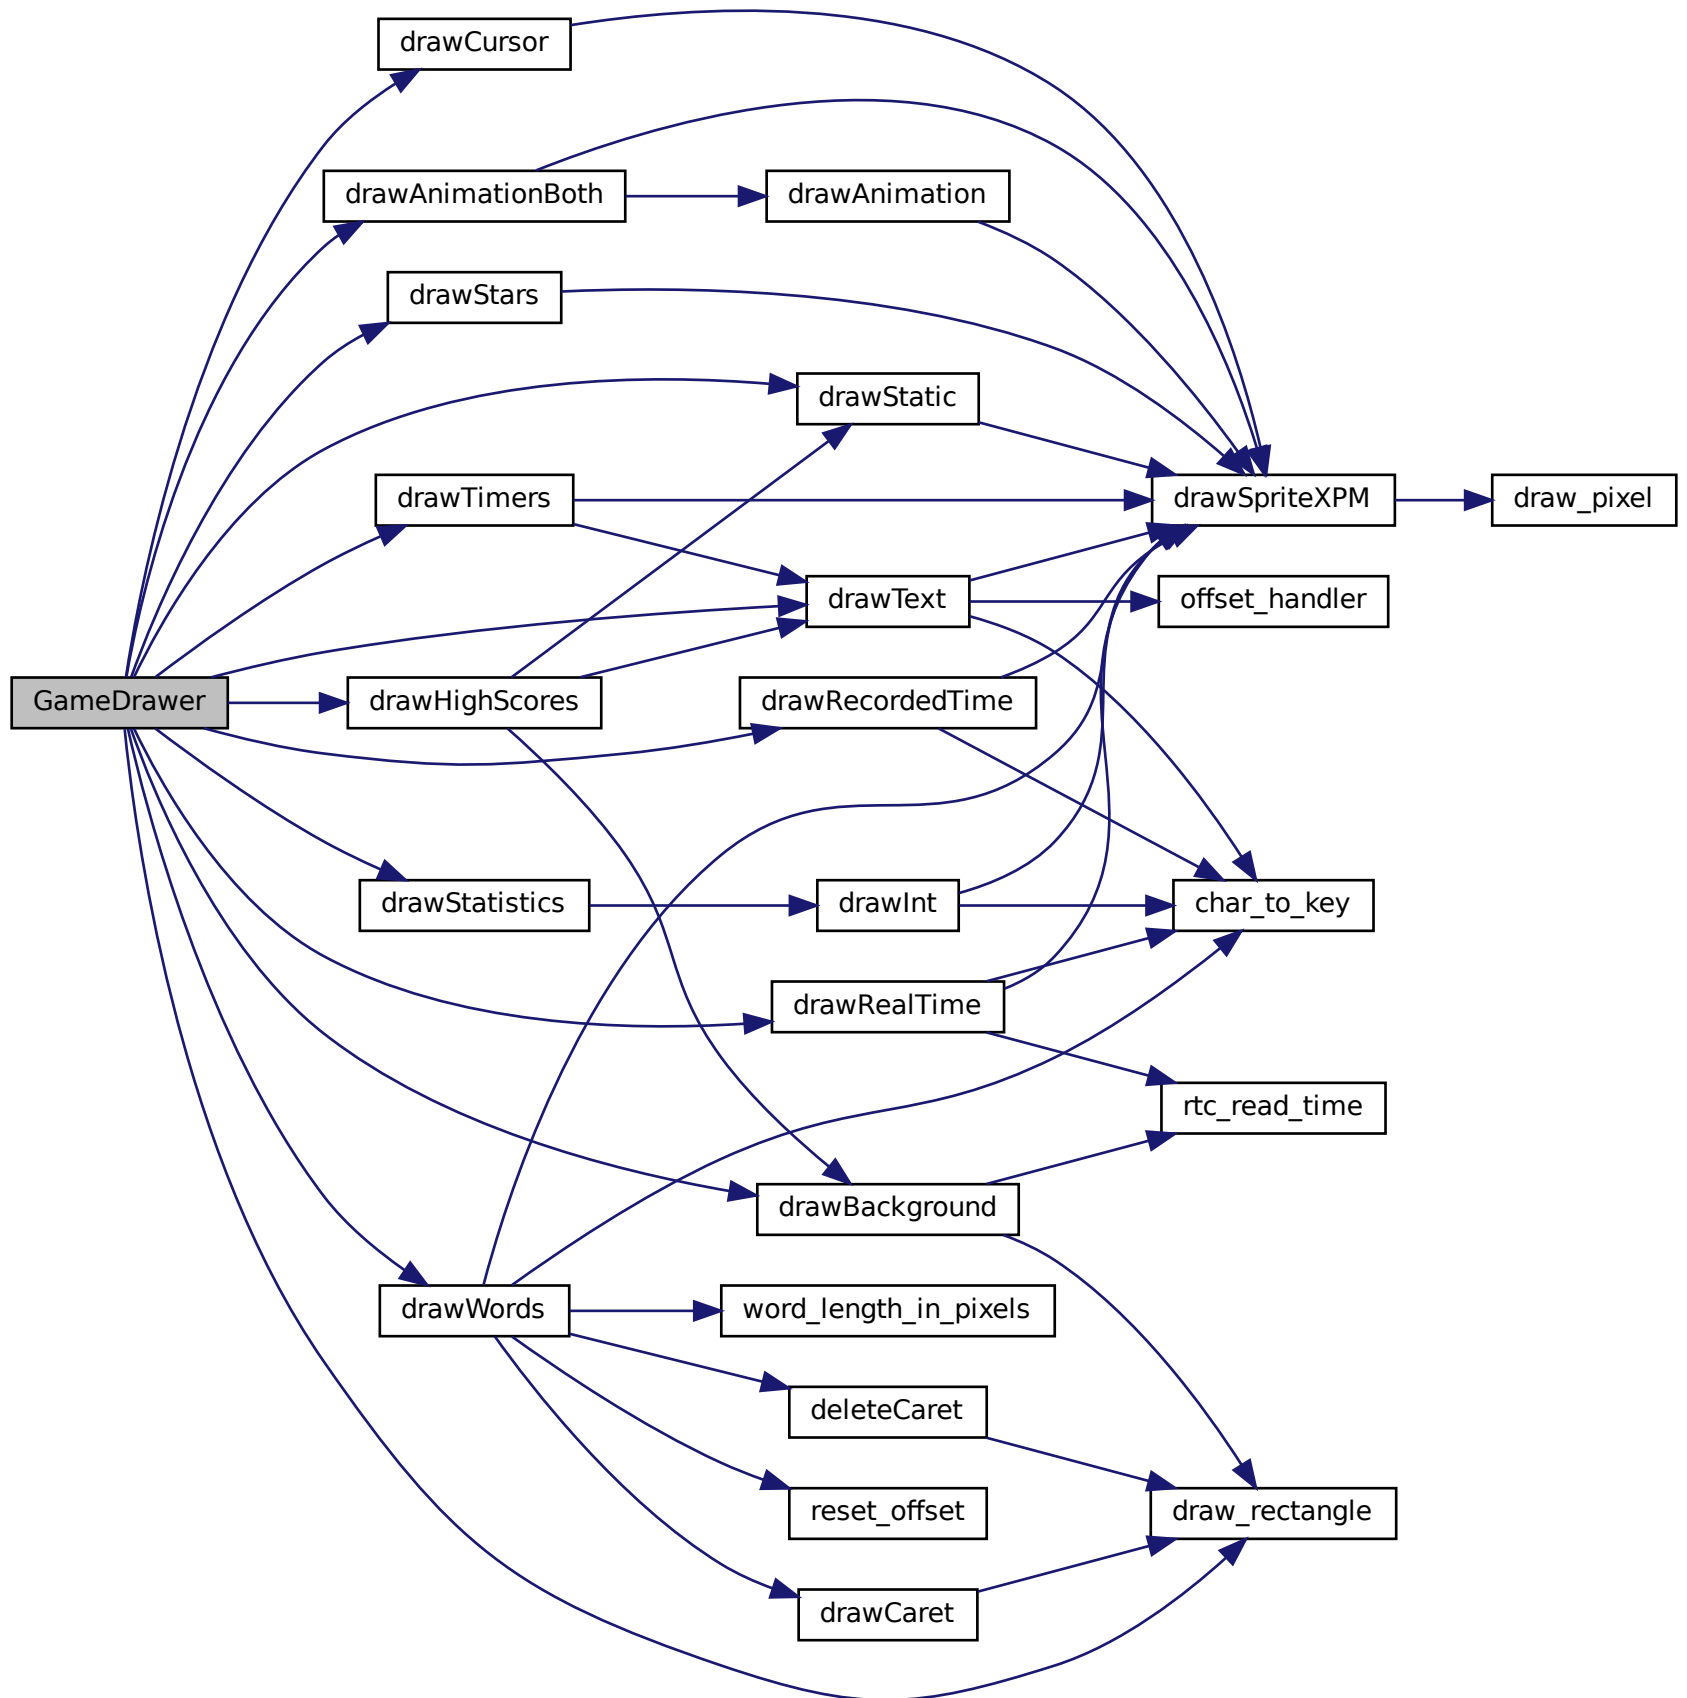 drawCursor
drawAnimationBoth
drawAnimation
drawStars
drawStatic
drawTimers
drawSpriteXPM
draw_pixel
drawText
offset_handler
GameDrawer
drawHighScores
drawRecordedTime
drawStatistics
drawInt
char_to_key
drawRealTime
rtc_read_time
drawBackground
drawWords
word_length_in_pixels
deleteCaret
reset_offset
draw_rectangle
drawCaret